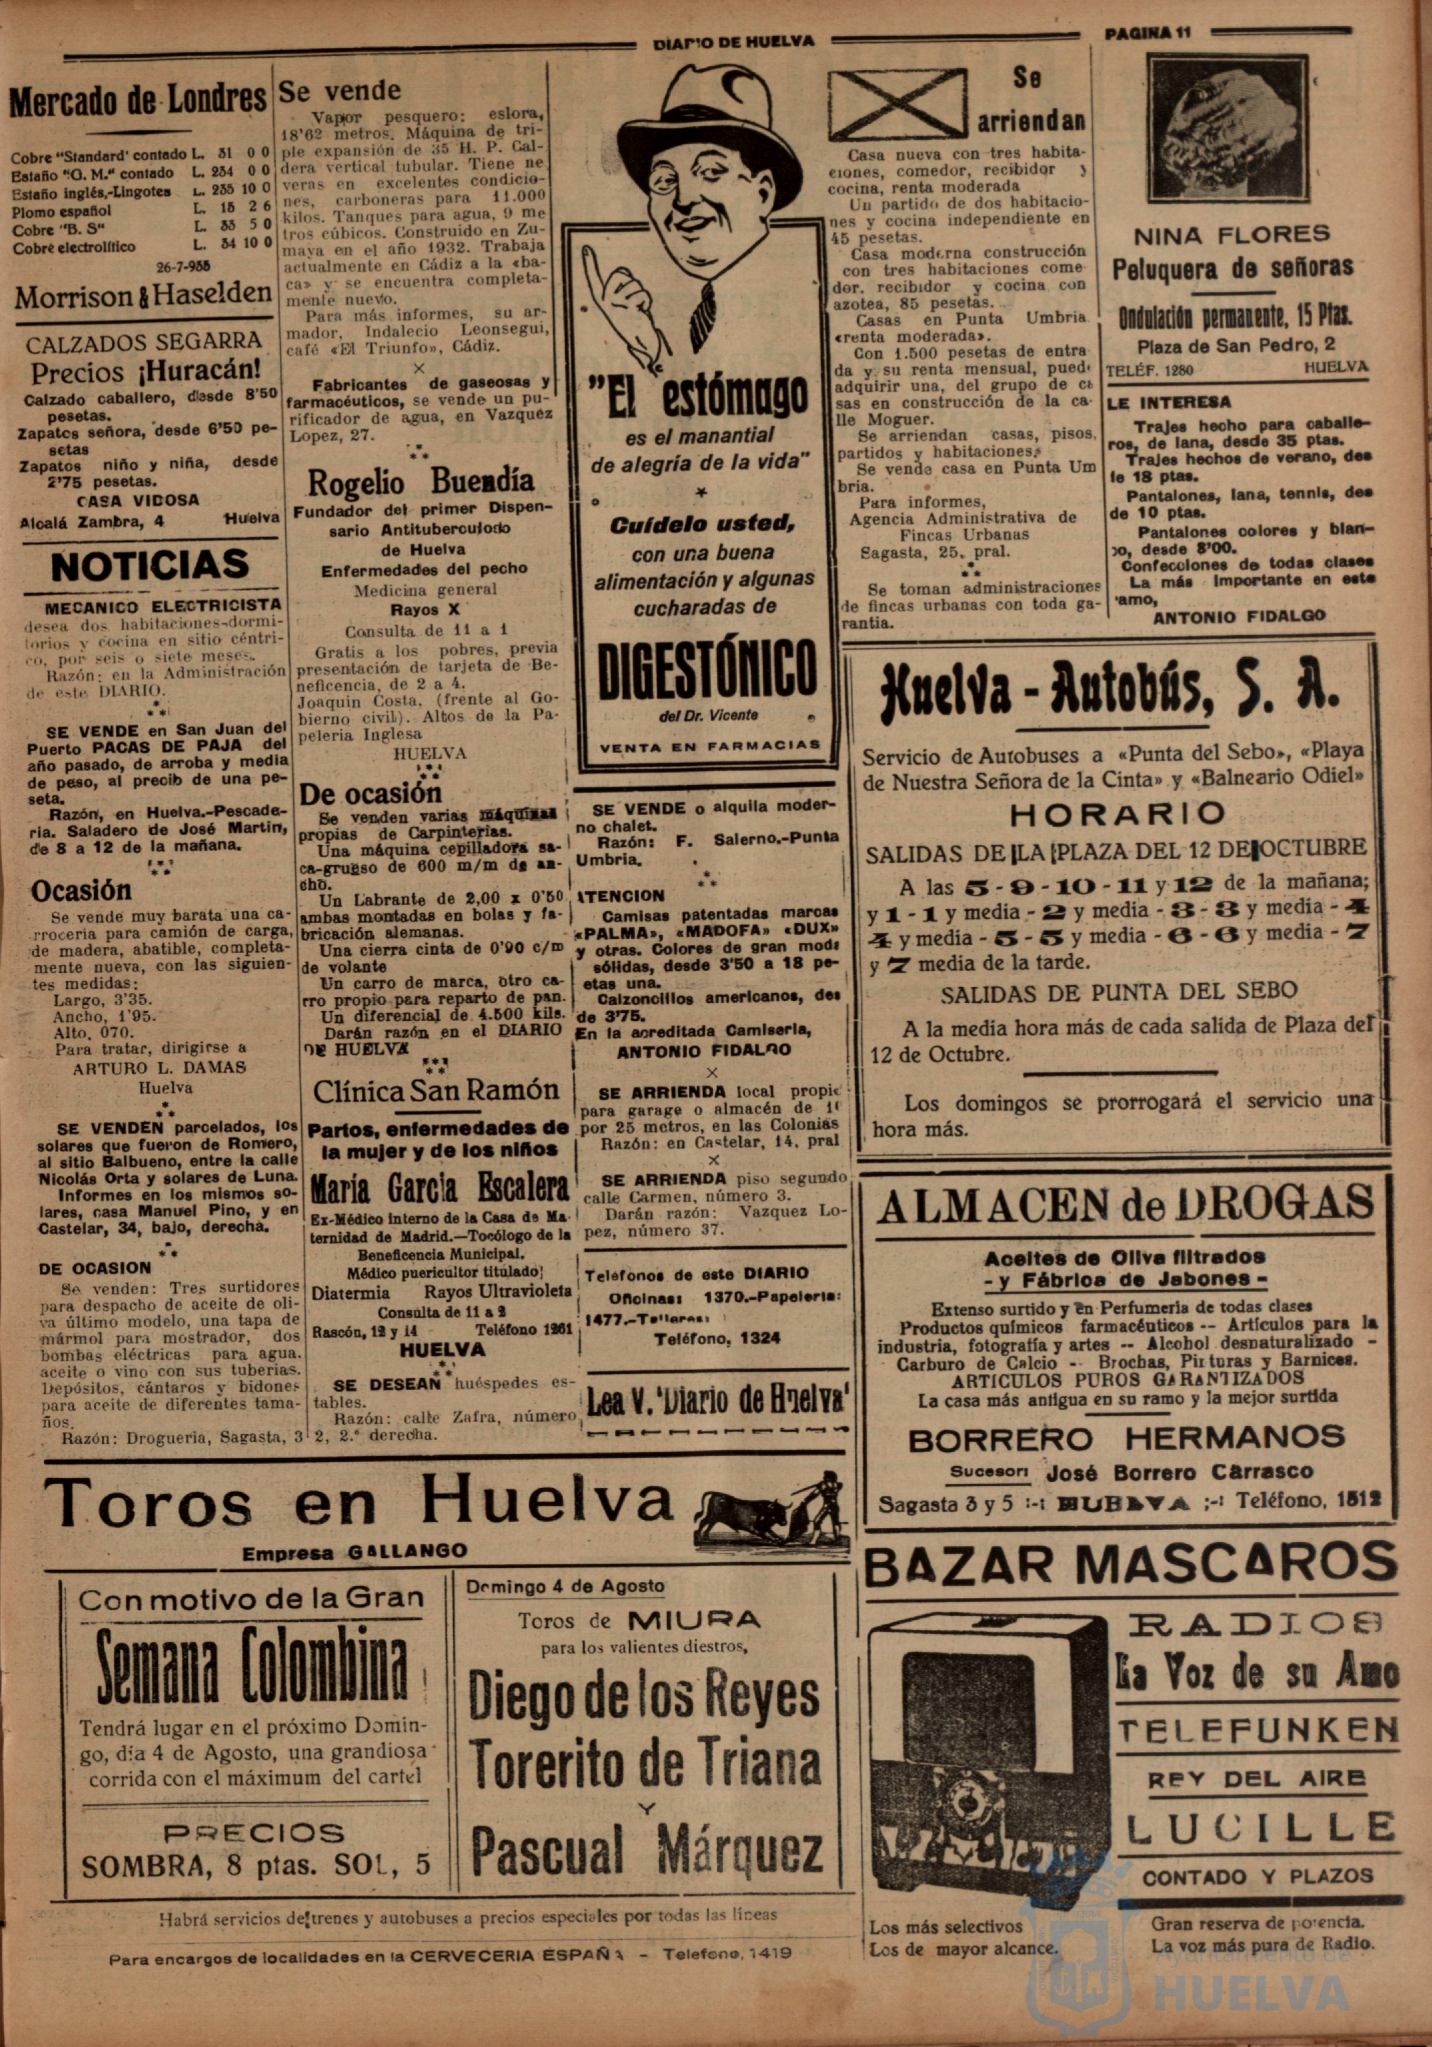 DIARIO DE HUELVA
PAGINA 11
Mercado de Londres
Cobre "Standard' contado L. 31 0 0
Estaño "G. M." contado L. 234 0 0
Estaño inglés,-Lingotes L. 235 10 0
Plomo español L. 15 2 6
Cobre "B. S" L. 35 5 0
Cobre electrolítico L. 34 10 0
26-7-935
Morrison & Haselden
CALZADOS SEGARRA
Precios ¡Huracán!
Calzado caballero, desde 8'50
pesetas.
Zapatos señora, desde 6'50 pe-
setas
Zapatos niño y niña, desde
2'75 pesetas.
CASA VIDOSA
Alcalá Zambra, 4 Huelva
NOTICIAS
MECANICO ELECTRICISTA
desea dos habitaciones-dormi-
itorios y cocina en sitio céntri-
co, por seis o siete meses.
Razón: en la Administración
de este DIARIO.
SE VENDE en San Juan del
Puerto PACAS DE PAJA del
año pasado, de arroba y media
de peso, al precib de una pe-
seta.
Razón, en Huelva.-Pescade-
ria. Saladero de José Martin,
de 8 a 12 de la mañana.
Ocasión
Se vende muy barata una ca-
rroceria para camión de carga,
de madera, abatible, completa-
mente nueva, con las siguien-
tes medidas:
Largo, 3'35.
Ancho, 1'95.
Alto, 070.
Para tratar, dirigirse a
ARTURO L. DAMAS
Huelva
SE VENDEN parcelados, los
solares que fueron de Romero,
al sitio Balbueno, entre la calle
Nicolás Orta y solares de Luna.
Informes en los mismos so-
lares, casa Manuel Pino, y en
Castelar, 34, bajo, derecha.
DE OCASION
Se venden: Tres surtidores
para despacho de aceite de oli-
va último modelo, una tapa de
mármol para mostrador, dos
bombas eléctricas para agua.
aceite o vino con sus tuberias.
Depósitos, cántaros y bidones
para aceite de diferentes tama-
ños.
Razón: Drogueria, Sagasta, 3
Se vende
Vapor pesquero: eslora,
18'62 metros. Máquina de tri-
ple expansión de 35 H. P. Cal-
dera vertical tubular. Tiene ne
veras en excelentes condicio-
nes, carboneras para 11.000
kilos. Tanques para agua, 9 me
tros cúbicos. Construido en Zu-
maya en el año 1932. Trabaja
actualmente en Cádiz a la «ba-
ca» y se encuentra completa-
mente nuevo.
Para más informes, su ar-
mador, Indalecio Leonsegui,
café «El Triunfo», Cádiz.
Fabricantes de gaseosas y
farmacéuticos, se vende un pu-
rificador de agua, en Vazquez
Lopez, 27.
Rogelio Buendía
Fundador del primer Dispen-
sario Antituberculodo
de Huelva
Enfermedades del pecho
Medicina general
Rayos X
Consulta de 11 a 1
Gratis a los pobres, previa
presentación de tarjeta de Be-
neficencia, de 2 a 4.
Joaquin Costa, (frente al Go-
bierno civil). Altos de la Pa-
peleria Inglesa
HUELVA
De ocasión
Se venden varias máquinas
propias de Carpinterias.
Una máquina cepilladora sa-
ca-grueso de 600 m/m de an-
cho.
Un Labrante de 2,00 x 0'50
ambas montadas en bolas y fa-
bricación alemanas.
Una cierra cinta de 0'90 c/m
de volante
Un carro de marca, otro ca-
rro propio para reparto de pan.
Un diferencial de 4.500 kils.
Darán razón en el DIARIO
DE HUELVA
Clínica San Ramón
Partos, enfermedades de
la mujer y de los niños
María García Escalera
Ex-Médico interno de la Casa de Ma-
ternidad de Madrid.—Tocólogo de la
Beneficencia Municipal.
Médico puericultor titulado
Diatermia Rayos Ultravioleta
Consulta de 11 a 2
Rascón, 12 y 14 Teléfono 1261
HUELVA
SE DESEAN huéspedes es-
tables.
Razón: calle Zafra, número
2, 2.º derecha.
"El estómago
es el manantial
de alegría de la vida"
Cuídelo usted,
con una buena
alimentación y algunas
cucharadas de
DIGESTÓNICO
del Dr. Vicente
VENTA EN FARMACIAS
SE VENDE o alquila moder-
no chalet.
Razón: F. Salerno.-Punta
Umbria.
ATENCION
Camisas patentadas marcas
«PALMA», «MADOFA» «DUX»
y otras. Colores de gran moda
sólidas, desde 3'50 a 18 pe-
setas una.
Calzoncillos americanos, des
de 3'75.
En la acreditada Camiseria,
ANTONIO FIDALGO
SE ARRIENDA local propio
para garage o almacén de
por 25 metros, en las Colonias
Razón: en Castelar, 14, pral
SE ARRIENDA piso segundo
calle Carmen, número 3.
Darán razón: Vazquez Lo-
pez, número 37.
Teléfonos de este DIARIO
Oficinas: 1370.-Papeleria:
1477.-Talleres:
Teléfono, 1324
Lea V. 'Diario de Huelva'
Se
arriendan
Casa nueva con tres habita-
ciones, comedor, recibidor y
cocina, renta moderada
Un partido de dos habitacio-
nes y cocina independiente en
45 pesetas.
Casa moderna construcción
con tres habitaciones come-
dor, recibidor y cocina con
azotea, 85 pesetas.
Casas en Punta Umbria
«renta moderada».
Con 1.500 pesetas de entra
da y su renta mensual, puede
adquirir una, del grupo de ca
sas en construcción de la ca-
lle Moguer.
Se arriendan casas, pisos,
partidos y habitaciones.
Se vende casa en Punta Um
bria.
Para informes,
Agencia Administrativa de
Fincas Urbanas
Sagasta, 25, pral.
Se toman administraciones
de fincas urbanas con toda ga-
rantia.
NINA FLORES
Peluquera de señoras
Ondulación permanente, 15 Ptas.
Plaza de San Pedro, 2
TELÉF. 1280 HUELVA
LE INTERESA
Trajes hecho para caballe-
ros, de lana, desde 35 ptas.
Trajes hechos de verano, des
de 18 ptas.
Pantalones, lana, tennis, des
de 10 ptas.
Pantalones colores y blan-
co, desde 8'00.
Confecciones de todas clases
La más importante en este
ramo,
ANTONIO FIDALGO
Huelva - Autobús, S. A.
Servicio de Autobuses a «Punta del Sebo», «Playa
de Nuestra Señora de la Cinta» y «Balneario Odiel»
HORARIO
SALIDAS DE LA PLAZA DEL 12 DE OCTUBRE
A las 5 - 9 - 10 - 11 y 12 de la mañana;
y 1 - 1 y media - 2 y media - 3 - 3 y media - 4
4 y media - 5 - 5 y media - 6 - 6 y media - 7
y 7 media de la tarde.
SALIDAS DE PUNTA DEL SEBO
A la media hora más de cada salida de Plaza del
12 de Octubre.
Los domingos se prorrogará el servicio una
hora más.
ALMACEN de DROGAS
Aceites de Oliva filtrados
- y Fábrica de Jabones -
Extenso surtido y en Perfumeria de todas clases
Productos químicos farmacéuticos -- Artículos para la
industria, fotografía y artes -- Alcohol desnaturalizado -
Carburo de Calcio -- Brochas, Pinturas y Barnices.
ARTICULOS PUROS GARANTIZADOS
La casa más antigua en su ramo y la mejor surtida
BORRERO HERMANOS
Sucesor: José Borrero Carrasco
Sagasta 3 y 5 :-: HUELVA :-: Teléfono, 1512
Toros en Huelva
Empresa GALLANGO
Con motivo de la Gran
Semana Colombina
Tendrá lugar en el próximo Domin-
go, día 4 de Agosto, una grandiosa
corrida con el máximum del cartel
PRECIOS
SOMBRA, 8 ptas. SOL, 5
Domingo 4 de Agosto
Toros de MIURA
para los valientes diestros,
Diego de los Reyes
Torerito de Triana
Y
Pascual Márquez
Habrá servicios de trenes y autobuses a precios especiales por todas las líneas
Para encargos de localidades en la CERVECERIA ESPAÑA - Telefono, 1419
BAZAR MASCAROS
RADIOS
La Voz de su Amo
TELEFUNKEN
REY DEL AIRE
LUCILLE
CONTADO Y PLAZOS
Los más selectivos
Los de mayor alcance.
Gran reserva de potencia.
La voz más pura de Radio.
Ayuntamiento de
HUELVA